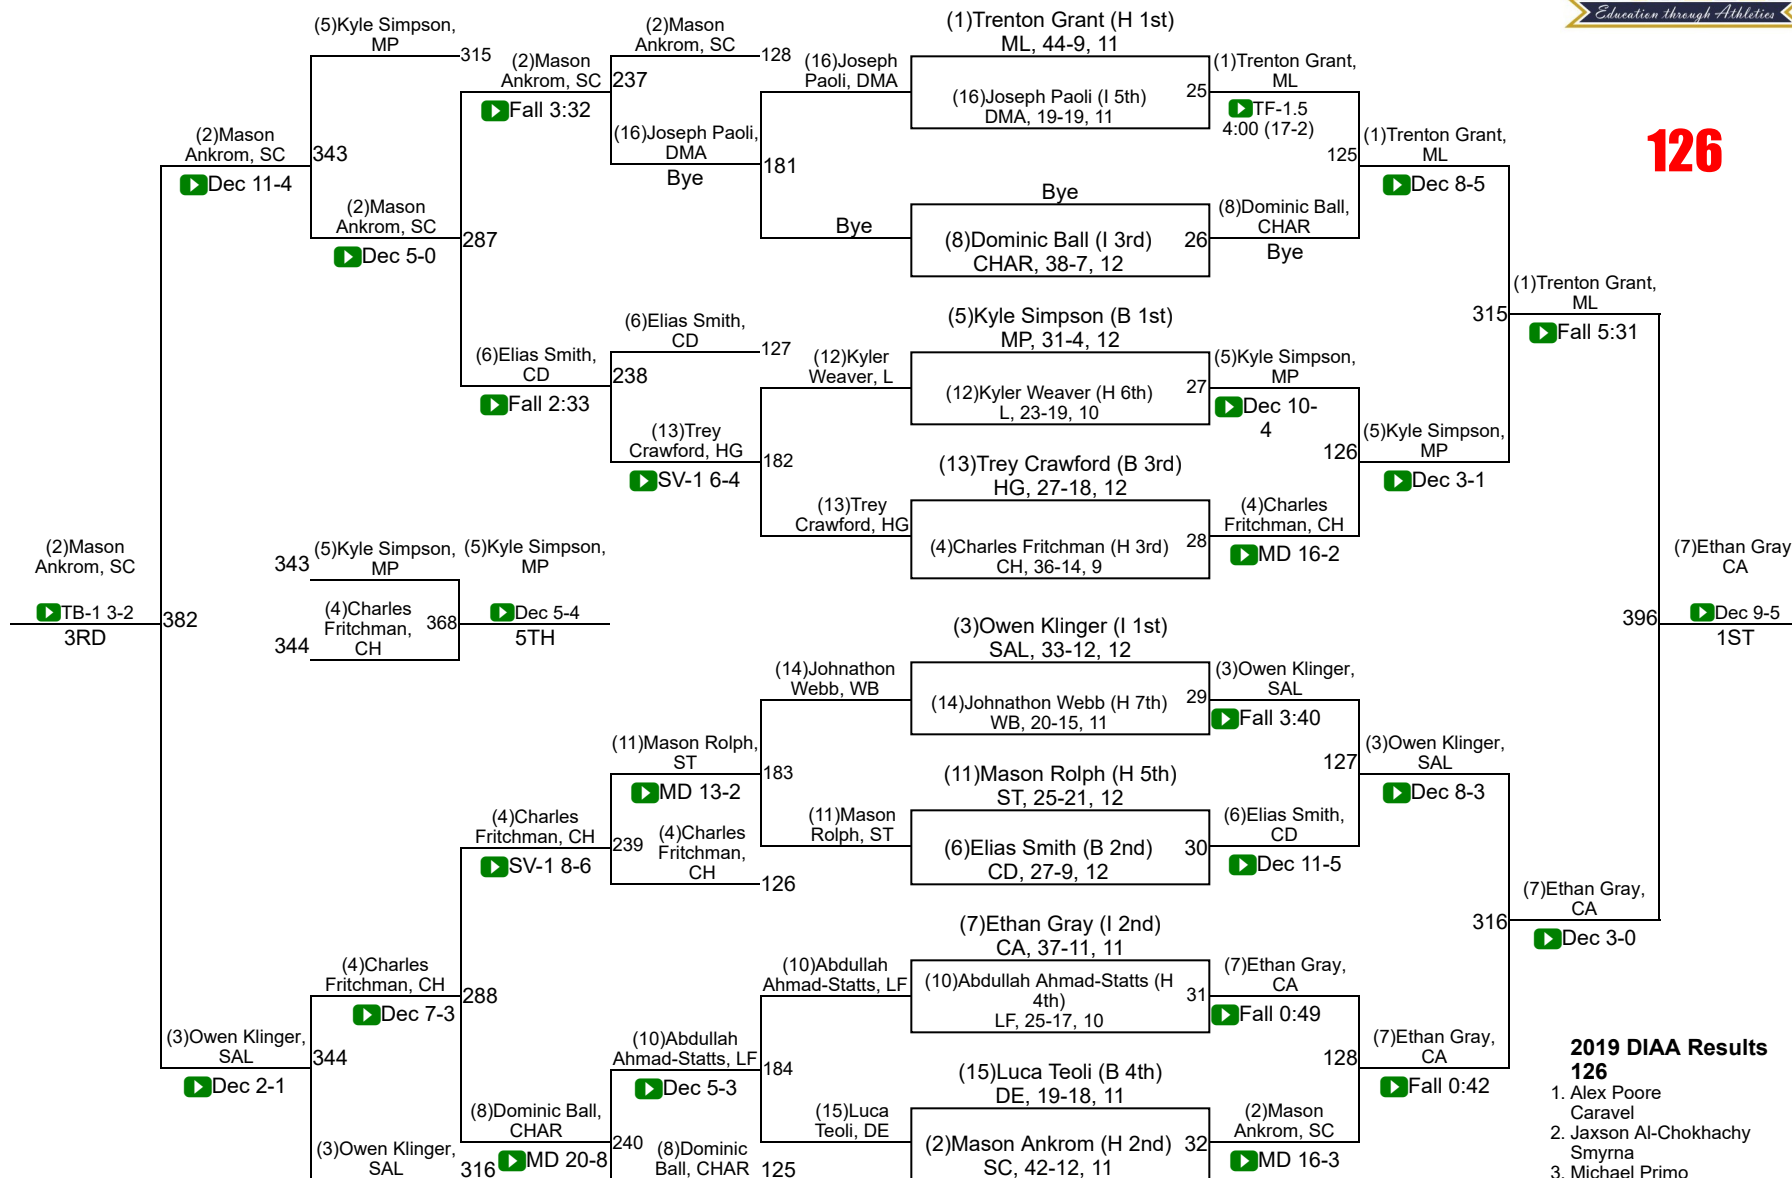 Education through Athletics
126
(5)Kyle Simpson,
MP
315
(2)Mason
Ankrom, SC
343
Dec 11-4
(2)Mason
Ankrom, SC
Dec 5-0
(2)Mason
Ankrom, SC
Fall 3:32
287
(6)Elias Smith,
CD
Fall 2:33
(2)Mason
Ankrom, SC
128
237
(16)Joseph Paoli,
DMA
Bye
181
(6)Elias Smith,
CD
127
238
(13)Trey
Crawford, HG
SV-1 6-4
182
(16)Joseph
Paoli, DMA
Bye
(12)Kyler
Weaver, L
(13)Trey
Crawford, HG
(1)Trenton Grant (H 1st)
ML, 44-9, 11
(16)Joseph Paoli (I 5th)
DMA, 19-19, 11
25
Bye
(8)Dominic Ball (I 3rd)
CHAR, 38-7, 12
26
(5)Kyle Simpson (B 1st)
MP, 31-4, 12
(12)Kyler Weaver (H 6th)
L, 23-19, 10
27
(13)Trey Crawford (B 3rd)
HG, 27-18, 12
(4)Charles Fritchman (H 3rd)
CH, 36-14, 9
28
(1)Trenton Grant,
ML
TF-1.5
4:00 (17-2)
125
(8)Dominic Ball,
CHAR
Bye
(5)Kyle Simpson,
MP
Dec 10-
4
126
(4)Charles
Fritchman, CH
MD 16-2
(1)Trenton Grant,
ML
Dec 8-5
315
(5)Kyle Simpson,
MP
Dec 3-1
(1)Trenton Grant,
ML
Fall 5:31
(2)Mason
Ankrom, SC
TB-1 3-2
3RD
382
343
(5)Kyle Simpson,
MP
(4)Charles
Fritchman,
CH
344
368
(5)Kyle Simpson,
MP
Dec 5-4
5TH
396
(7)Ethan Gray
CA
Dec 9-5
1ST
(3)Owen Klinger (I 1st)
SAL, 33-12, 12
(14)Johnathon Webb (H 7th)
WB, 20-15, 11
29
(11)Mason Rolph (H 5th)
ST, 25-21, 12
(6)Elias Smith (B 2nd)
CD, 27-9, 12
30
(7)Ethan Gray (I 2nd)
CA, 37-11, 11
(10)Abdullah Ahmad-Statts (H
4th)
LF, 25-17, 10
31
(15)Luca Teoli (B 4th)
DE, 19-18, 11
(2)Mason Ankrom (H 2nd)
SC, 42-12, 11
32
(14)Johnathon
Webb, WB
(11)Mason
Rolph, ST
(10)Abdullah
Ahmad-Statts, LF
(15)Luca
Teoli, DE
(11)Mason Rolph,
ST
MD 13-2
183
(4)Charles
Fritchman,
CH
126
239
(10)Abdullah
Ahmad-Statts, LF
Dec 5-3
184
(8)Dominic
Ball, CHAR
125
240
(4)Charles
Fritchman, CH
SV-1 8-6
288
(8)Dominic Ball,
CHAR
MD 20-8
(4)Charles
Fritchman, CH
Dec 7-3
344
(3)Owen Klinger,
SAL
316
(3)Owen Klinger,
SAL
Dec 2-1
(3)Owen Klinger,
SAL
Fall 3:40
127
(6)Elias Smith,
CD
Dec 11-5
(7)Ethan Gray,
CA
Fall 0:49
128
(2)Mason
Ankrom, SC
MD 16-3
(3)Owen Klinger,
SAL
Dec 8-3
316
(7)Ethan Gray,
CA
Fall 0:42
(7)Ethan Gray,
CA
Dec 3-0
2019 DIAA Results
126
1. Alex Poore
Caravel
2. Jaxson Al-Chokhachy
Smyrna
3. Michael Primo